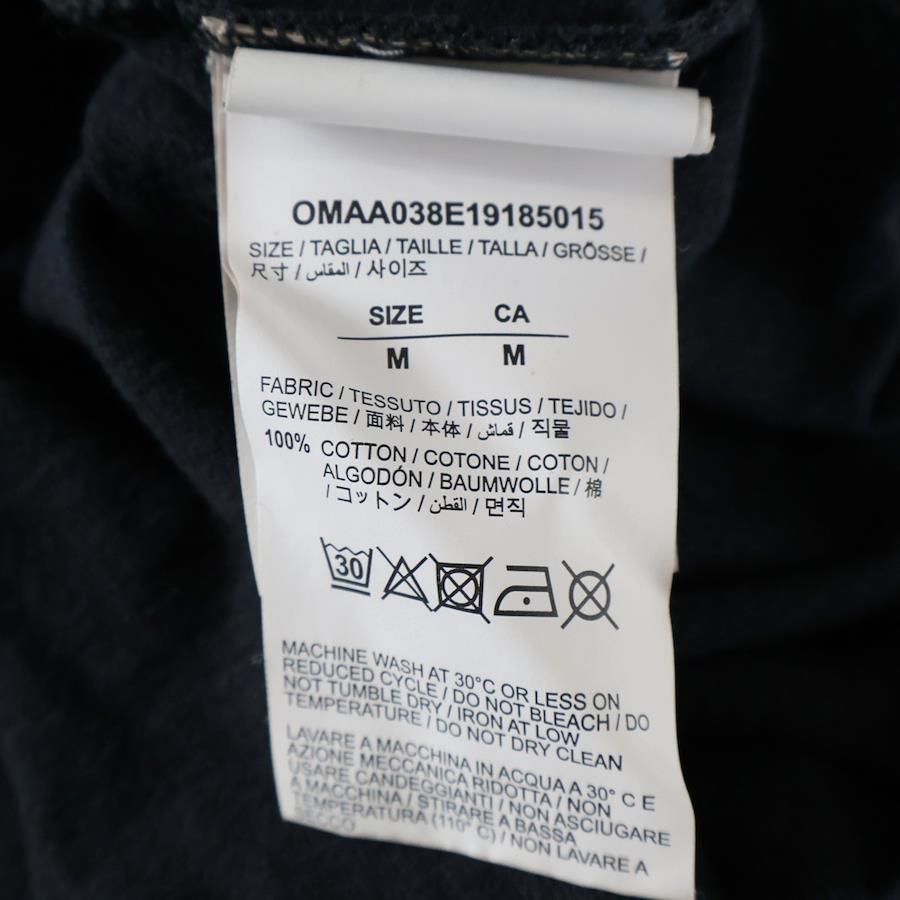 OMAA038E19185015
SIZE / TAGLIA / TAILLE / TALLA / GRÖSSE /
尺寸 / المقاس / 사이즈
SIZE CA
M M
FABRIC / TESSUTO / TISSUS / TEJIDO /
GEWEBE / 面料 / 本体 / قماش / 직물
100% COTTON / COTONE / COTON /
ALGODÓN / BAUMWOLLE / 棉
/ コットン / القطن / 면직
30
MACHINE WASH AT 30°C OR LESS ON
REDUCED CYCLE / DO NOT BLEACH / DO
NOT TUMBLE DRY / IRON AT LOW
TEMPERATURE / DO NOT DRY CLEAN
LAVARE A MACCHINA IN ACQUA A 30° C E
AZIONE MECCANICA RIDOTTA / NON
USARE CANDEGGIANTI / NON ASCIUGARE
A MACCHINA / STIRARE A BASSA
TEMPERATURA (110° C) / NON LAVARE A
SECCO